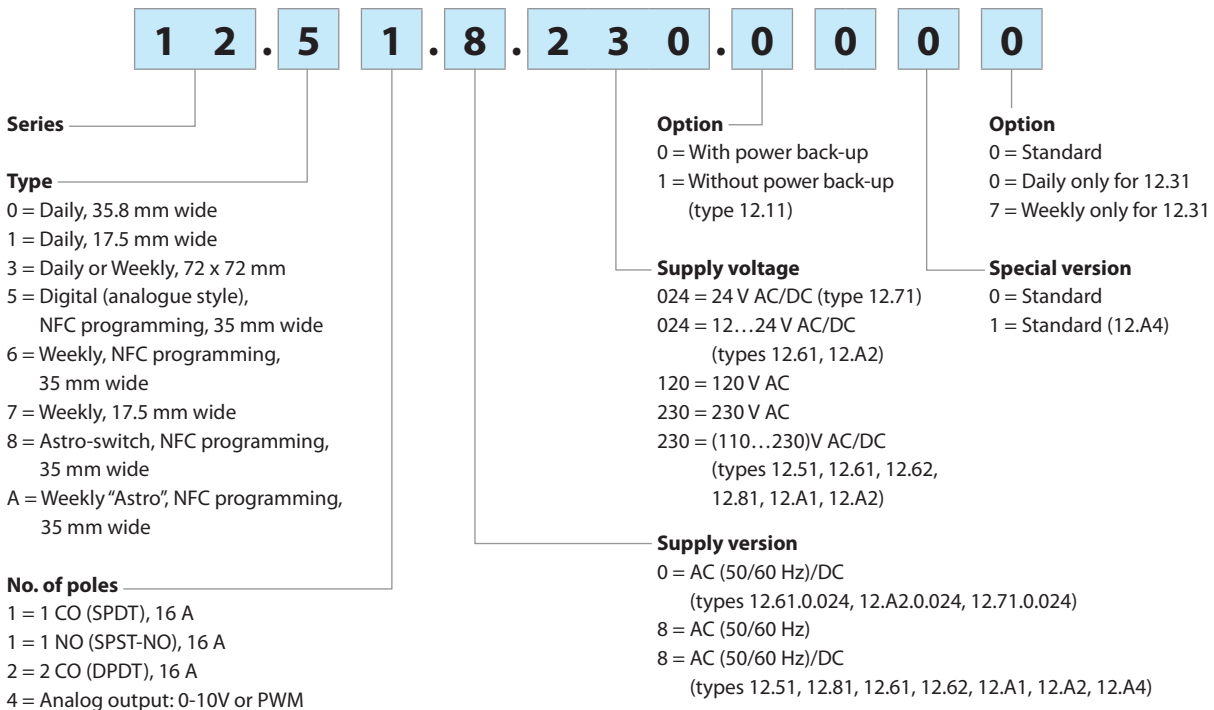 1 2 . 5 1 . 8 . 2 3 0 . 0 0 0 0
Series
Type
0 = Daily, 35.8 mm wide
1 = Daily, 17.5 mm wide
3 = Daily or Weekly, 72 x 72 mm
5 = Digital (analogue style),
NFC programming, 35 mm wide
6 = Weekly, NFC programming,
35 mm wide
7 = Weekly, 17.5 mm wide
8 = Astro-switch, NFC programming,
35 mm wide
A = Weekly “Astro”, NFC programming,
35 mm wide
No. of poles
1 = 1 CO (SPDT), 16 A
1 = 1 NO (SPST-NO), 16 A
2 = 2 CO (DPDT), 16 A
4 = Analog output: 0-10V or PWM
Option
0 = With power back-up
1 = Without power back-up
(type 12.11)
Supply voltage
024 = 24 V AC/DC (type 12.71)
024 = 12…24 V AC/DC
(types 12.61, 12.A2)
120 = 120 V AC
230 = 230 V AC
230 = (110…230)V AC/DC
(types 12.51, 12.61, 12.62,
12.81, 12.A1, 12.A2)
Supply version
0 = AC (50/60 Hz)/DC
(types 12.61.0.024, 12.A2.0.024, 12.71.0.024)
8 = AC (50/60 Hz)
8 = AC (50/60 Hz)/DC
(types 12.51, 12.81, 12.61, 12.62, 12.A1, 12.A2, 12.A4)
Option
0 = Standard
0 = Daily only for 12.31
7 = Weekly only for 12.31
Special version
0 = Standard
1 = Standard (12.A4)